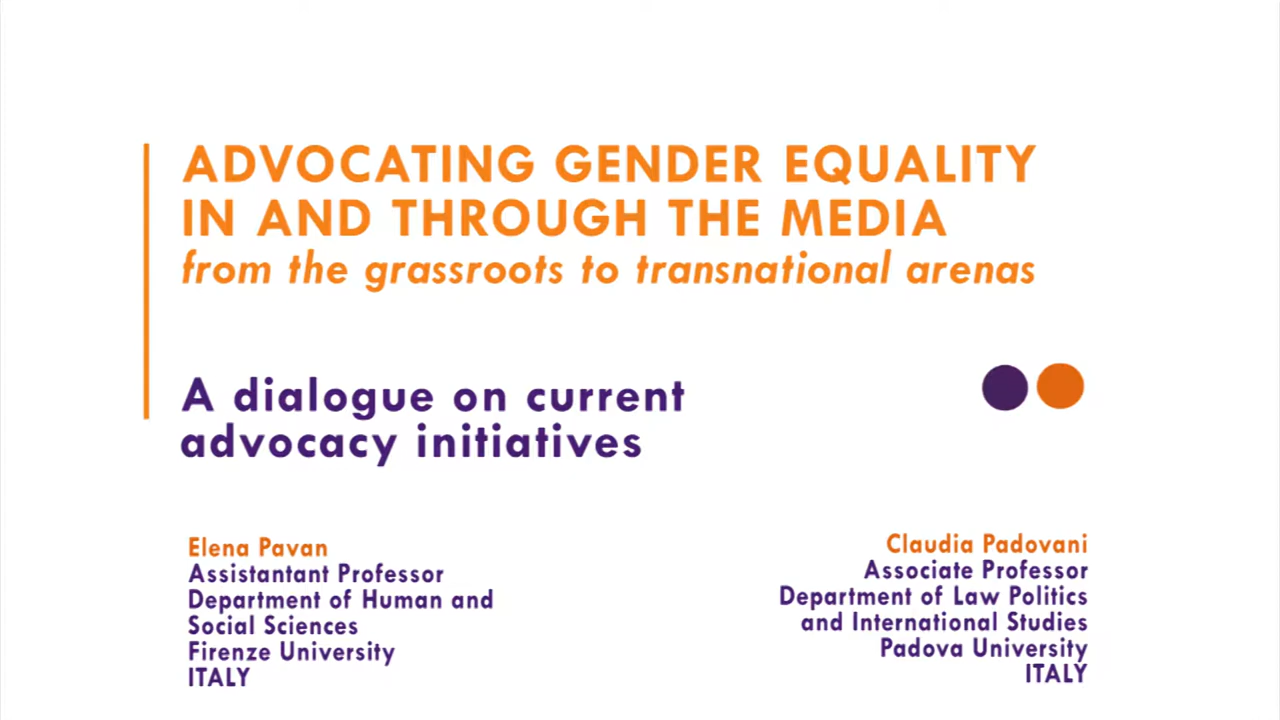 ADVOCATING GENDER EQUALITY
IN AND THROUGH THE MEDIA
from the grassroots to transnational arenas
A dialogue on current
advocacy initiatives
Elena Pavan
Assistantant Professor
Department of Human and
Social Sciences
Firenze University
ITALY
Claudia Padovani
Associate Professor
Department of Law Politics
and International Studies
Padova University
ITALY